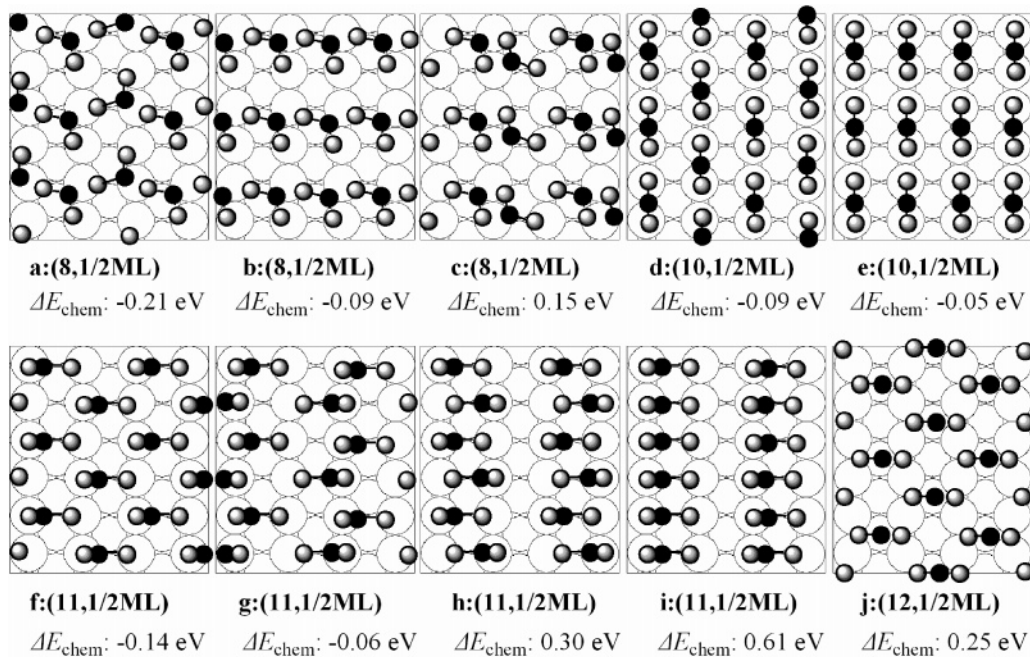 a:(8,1/2ML) b:(8,1/2ML) c:(8,1/2ML) d:(10,1/2ML) e:(10,1/2ML)
ΔEchem: -0.21 eV ΔEchem: -0.09 eV ΔEchem: 0.15 eV ΔEchem: -0.09 eV ΔEchem: -0.05 eV
f:(11,1/2ML) g:(11,1/2ML) h:(11,1/2ML) i:(11,1/2ML) j:(12,1/2ML)
ΔEchem: -0.14 eV ΔEchem: -0.06 eV ΔEchem: 0.30 eV ΔEchem: 0.61 eV ΔEchem: 0.25 eV